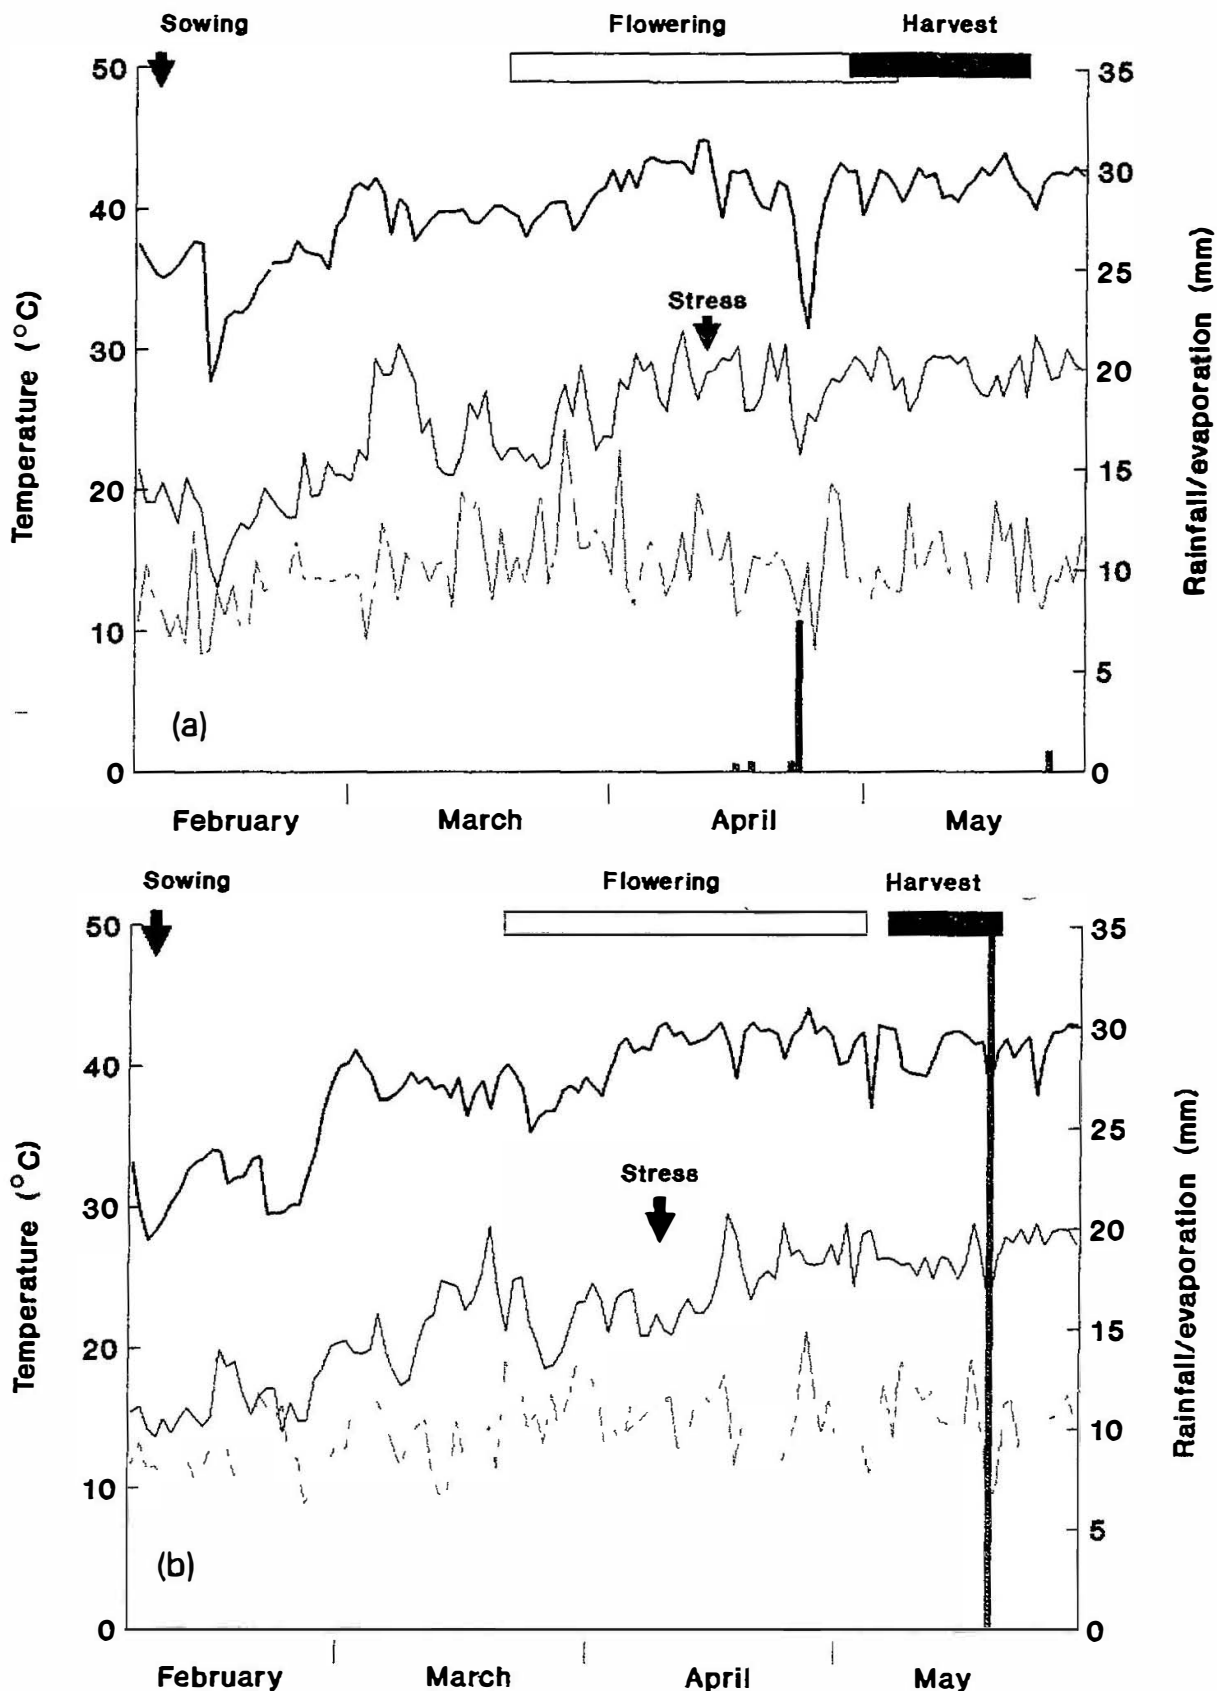 Sowing Flowering Harvest
50 35
30
40
25
Temperature (°C) Rainfall/evaporation (mm)
Stress
30
20
15
20
10
10
5
(a)
0 0
February March April May
Sowing Flowering Harvest
50 35
30
40
25
Temperature (°C) Rainfall/evaporation (mm)
Stress
30
20
15
20
10
10
5
(b)
0 0
February March April May